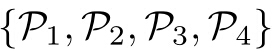 {𝒫₁, 𝒫₂, 𝒫₃, 𝒫₄}